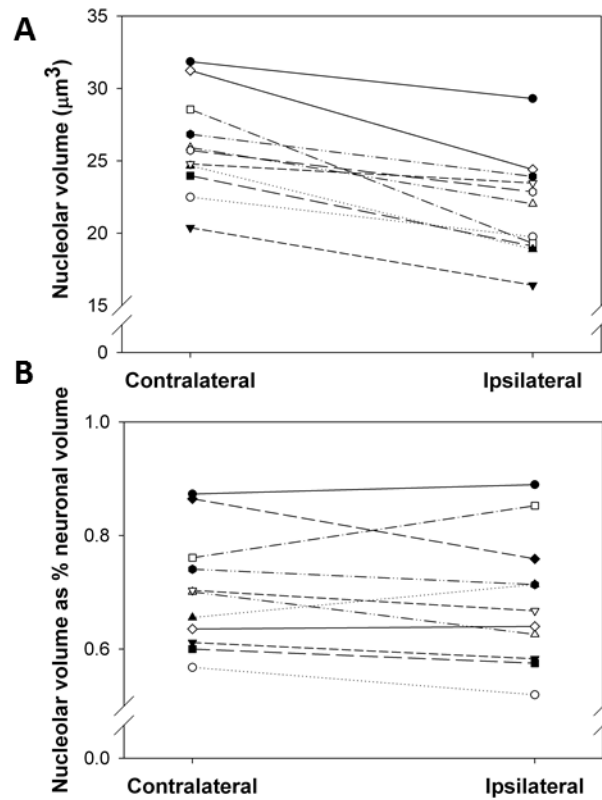 A
Nucleolar volume (μm³)
35
30
25
20
15
0
Contralateral
Ipsilateral
B
Nucleolar volume as % neuronal volume
1.0
0.8
0.6
0.0
Contralateral
Ipsilateral